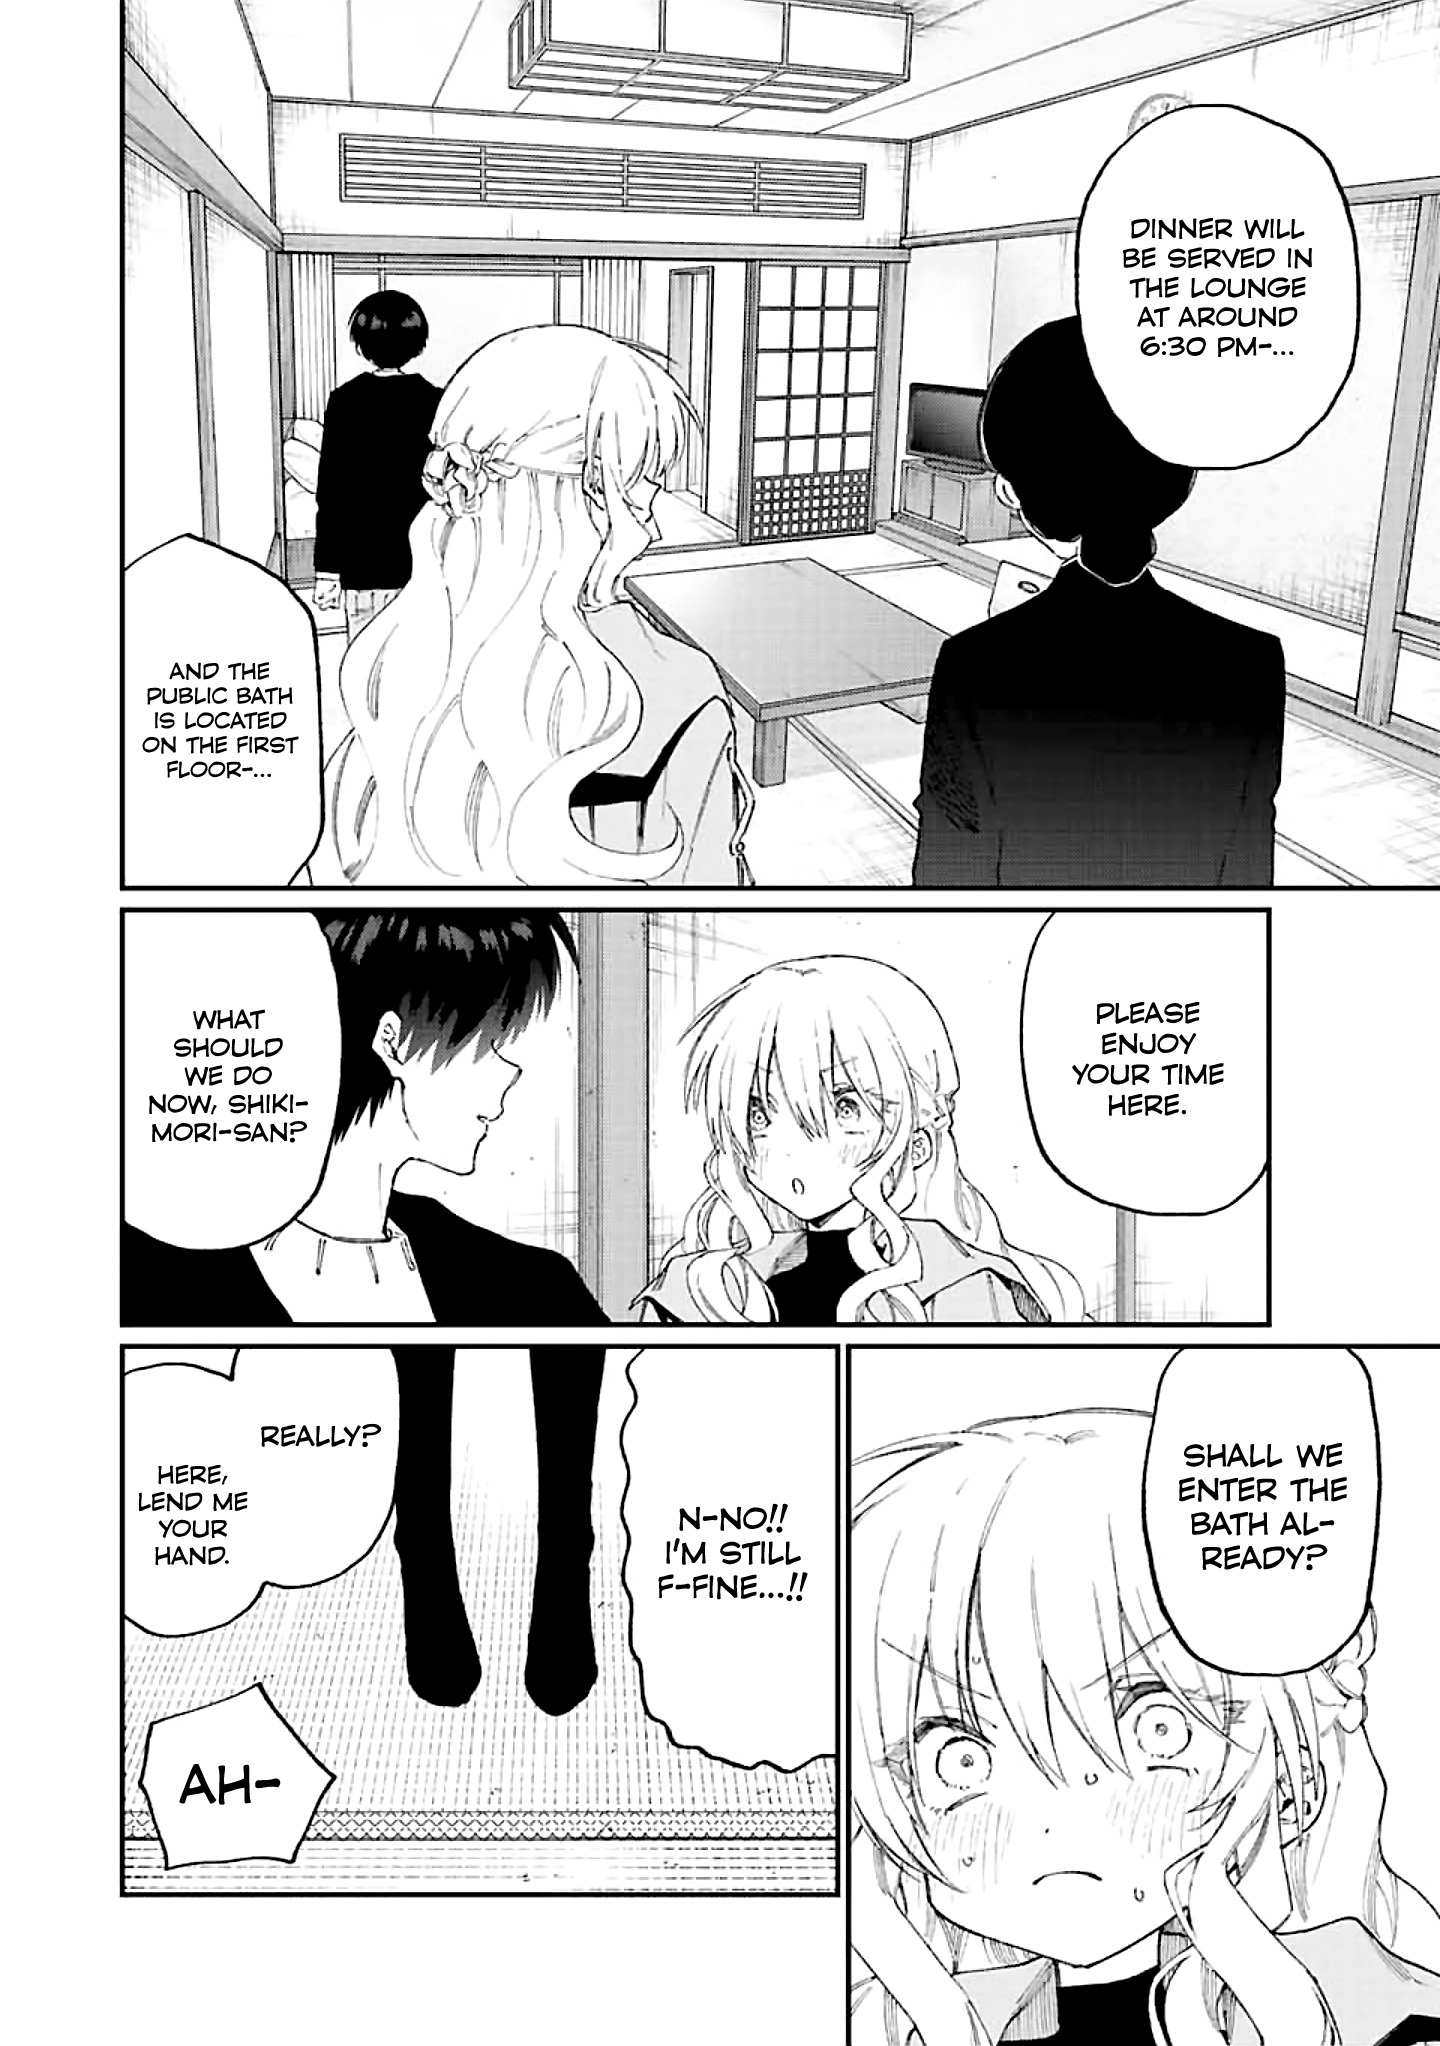 DINNER WILL
BE SERVED IN
THE LOUNGE
AT AROUND
6:30 PM-...
AND THE
PUBLIC BATH
IS LOCATED
ON THE FIRST
FLOOR-...
PLEASE
ENJOY
YOUR TIME
HERE.
WHAT
SHOULD
WE DO
NOW, SHIKI-
MORI-SAN?
SHALL WE
ENTER THE
BATH AL-
READY?
N-NO!!
I'M STILL
F-FINE...!!
REALLY?
HERE,
LEND ME
YOUR
HAND.
AH-